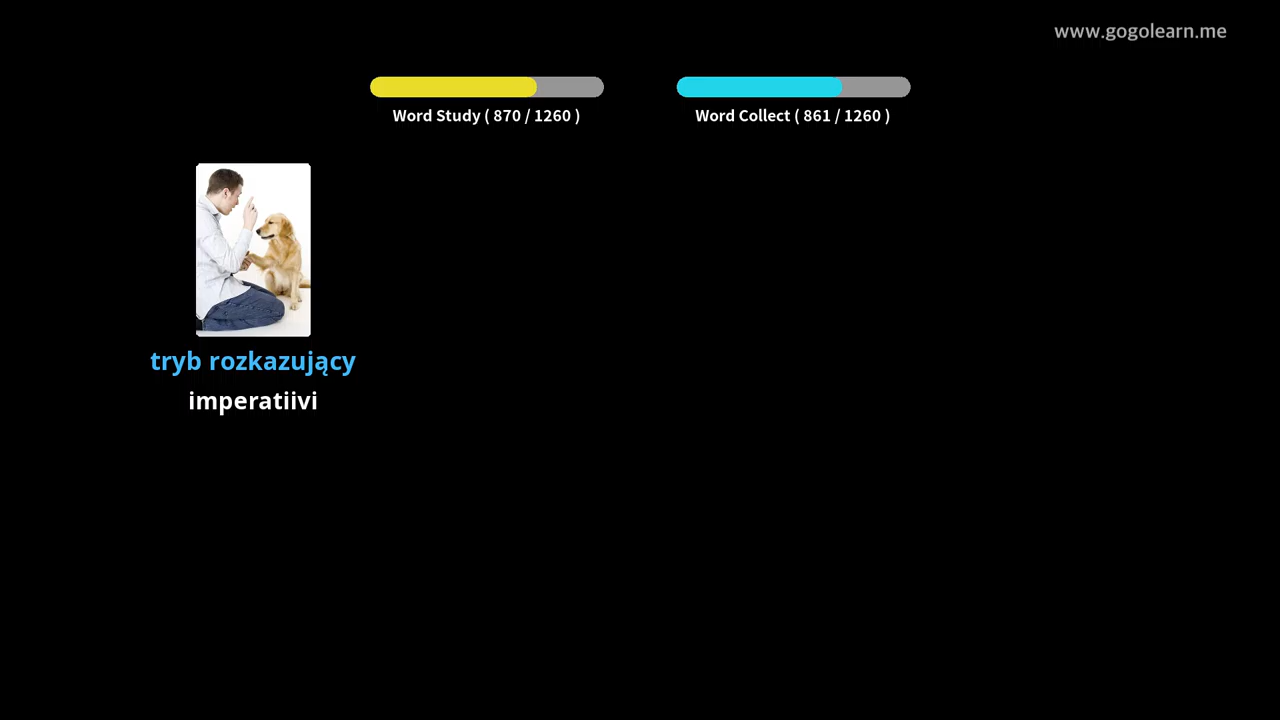 www.gogolearn.me
Word Study ( 870 / 1260 )
Word Collect ( 861 / 1260 )
tryb rozkazujący
imperatiivi